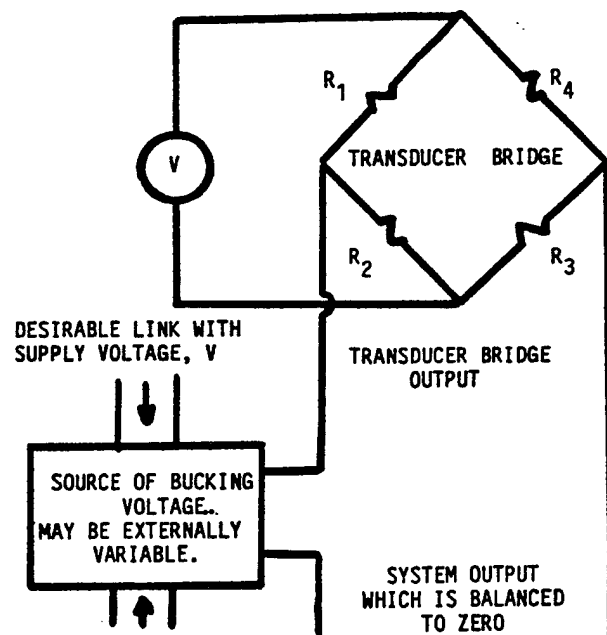 R1
R4
V
TRANSDUCER BRIDGE
R2
R3
DESIRABLE LINK WITH
SUPPLY VOLTAGE, V
TRANSDUCER BRIDGE
OUTPUT
SOURCE OF BUCKING
VOLTAGE..
MAY BE EXTERNALLY
VARIABLE.
SYSTEM OUTPUT
WHICH IS BALANCED
TO ZERO